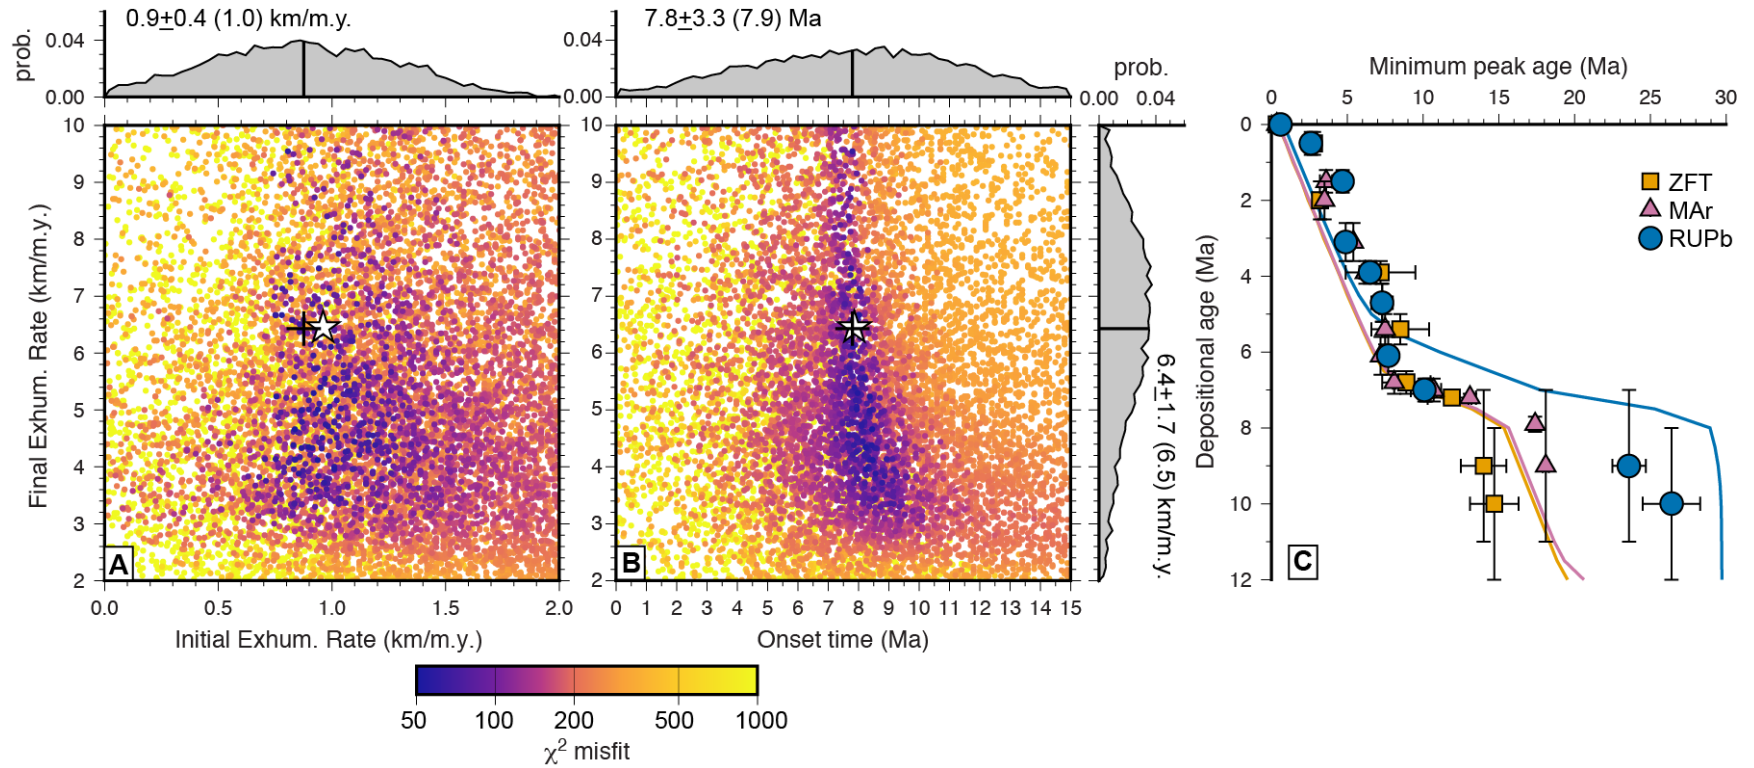 0.9±0.4 (1.0) km/m.y.
prob.
0.04
0.00
7.8±3.3 (7.9) Ma
0.04
0.00
prob.
0.00 0.04
Final Exhum. Rate (km/m.y.)
10
9
8
7
6
5
4
3
2
A
0.0 0.5 1.0 1.5 2.0
Initial Exhum. Rate (km/m.y.)
10
9
8
7
6
5
4
3
2
B
0 1 2 3 4 5 6 7 8 9 10 11 12 13 14 15
Onset time (Ma)
6.4±1.7 (6.5) km/m.y.
50 100 200 500 1000
χ² misfit
Minimum peak age (Ma)
0 5 10 15 20 25 30
Depositional age (Ma)
0
2
4
6
8
10
12
ZFT
MAr
RUPb
C